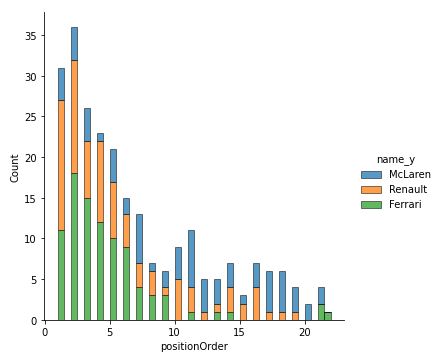 35
30
25
20
15
10
5
0
Count
0 5 10 15 20
positionOrder
name_y
McLaren
Renault
Ferrari